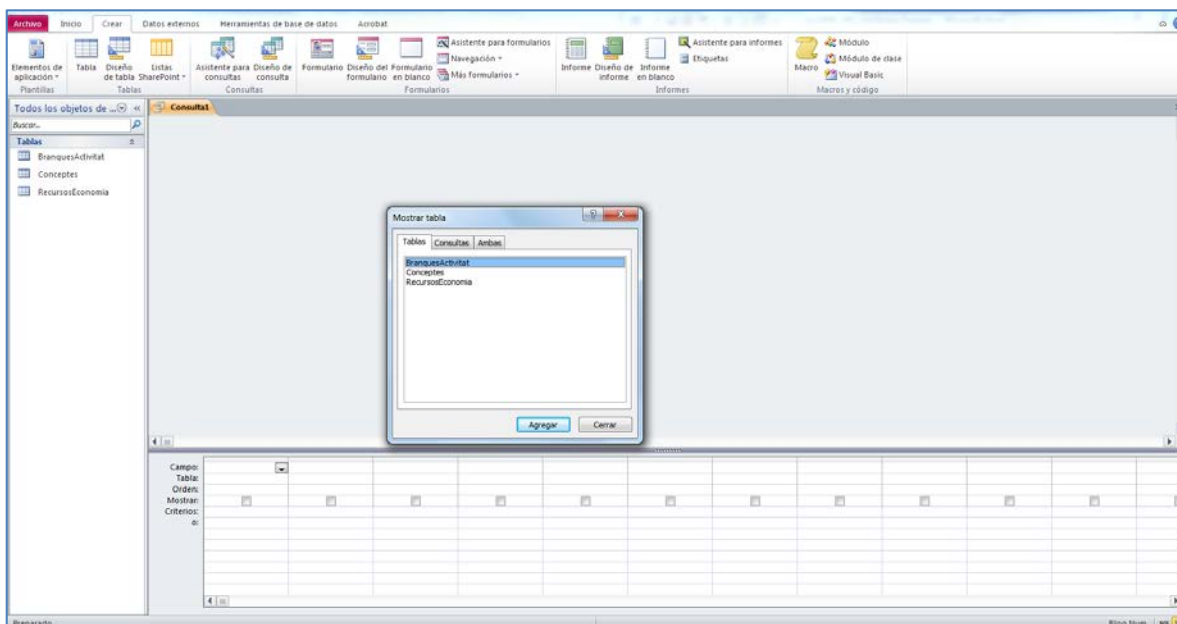 Archivo Inicio Crear Datos externos Herramientas de base de datos Acrobat
Elementos de aplicación
Tabla
Diseño de tabla
Listas SharePoint
Asistente para consultas
Diseño de consulta
Formulario
Diseño del formulario
Formulario en blanco
Asistente para formularios
Navegación
Más formularios
Informe
Diseño de informe
Informe en blanco
Asistente para informes
Etiquetas
Macro
Módulo
Módulo de clase
Visual Basic
Plantillas Tablas Consultas Formularios Informes Macros y código
Todos los objetos de ...
Buscar...
Tablas
BranquesActivitat
Conceptes
RecursosEconomia
Consulta1
Mostrar tabla
Tablas Consultas Ambas
BranquesActivitat
Conceptes
RecursosEconomia
Agregar Cerrar
Campo:
Tabla:
Orden:
Mostrar:
Criterios:
o:
Preparado
Bloq Num